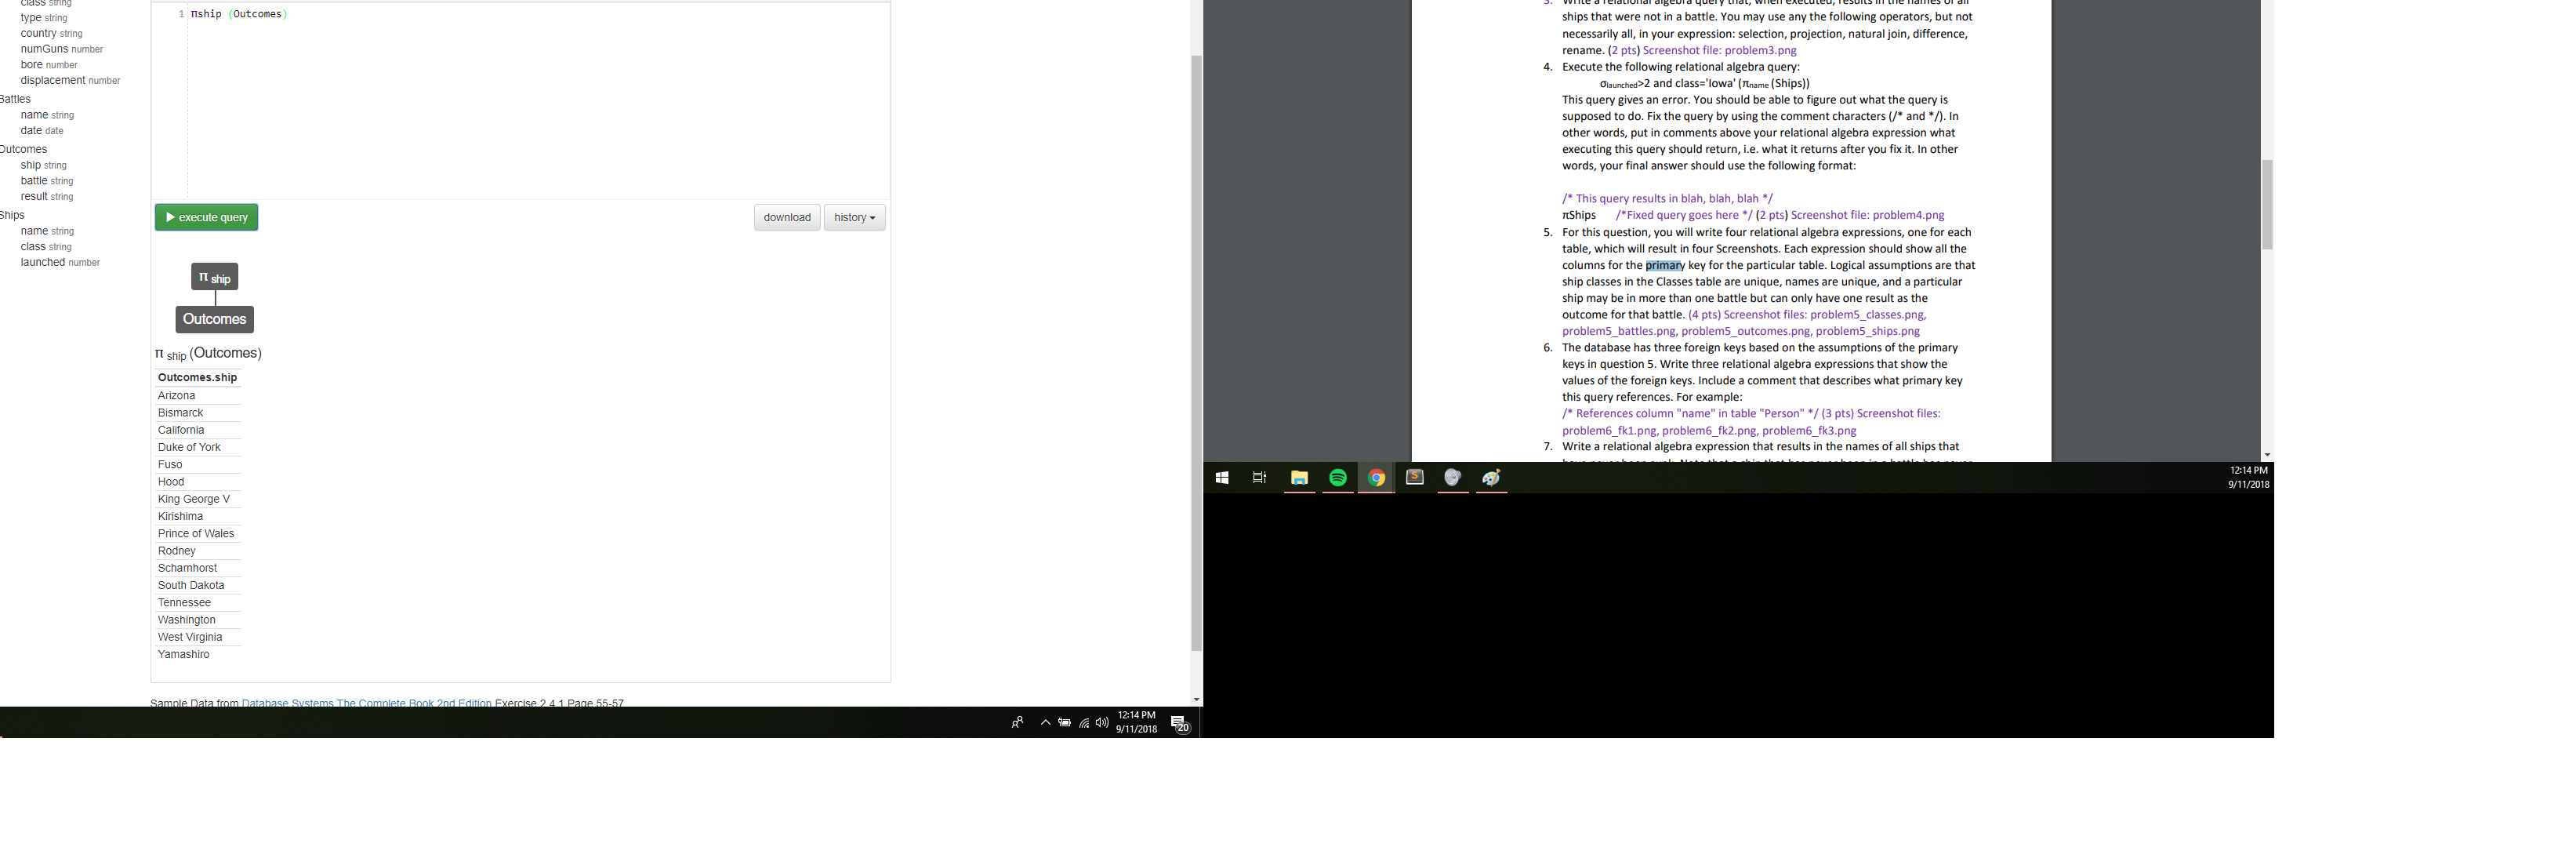 class string
type string
country string
numGuns number
bore number
displacement number
Battles
name string
date date
Outcomes
ship string
battle string
result string
Ships
name string
class string
launched number
1 πship (Outcomes)
execute query
download
history
π ship
Outcomes
π ship (Outcomes)
Outcomes.ship
Arizona
Bismarck
California
Duke of York
Fuso
Hood
King George V
Kirishima
Prince of Wales
Rodney
Scharnhorst
South Dakota
Tennessee
Washington
West Virginia
Yamashiro
Sample Data from Database Systems The Complete Book 2nd Edition Exercise 2.4.1 Page 55-57
12:14 PM
9/11/2018
20
3. Write a relational algebra query that, when executed, results in the names of all
ships that were not in a battle. You may use any the following operators, but not
necessarily all, in your expression: selection, projection, natural join, difference,
rename. (2 pts) Screenshot file: problem3.png
4. Execute the following relational algebra query:
σlaunched>2 and class='Iowa' (πname (Ships))
This query gives an error. You should be able to figure out what the query is
supposed to do. Fix the query by using the comment characters (/* and */). In
other words, put in comments above your relational algebra expression what
executing this query should return, i.e. what it returns after you fix it. In other
words, your final answer should use the following format:
/* This query results in blah, blah, blah */
πShips /*Fixed query goes here */ (2 pts) Screenshot file: problem4.png
5. For this question, you will write four relational algebra expressions, one for each
table, which will result in four Screenshots. Each expression should show all the
columns for the primary key for the particular table. Logical assumptions are that
ship classes in the Classes table are unique, names are unique, and a particular
ship may be in more than one battle but can only have one result as the
outcome for that battle. (4 pts) Screenshot files: problem5_classes.png,
problem5_battles.png, problem5_outcomes.png, problem5_ships.png
6. The database has three foreign keys based on the assumptions of the primary
keys in question 5. Write three relational algebra expressions that show the
values of the foreign keys. Include a comment that describes what primary key
this query references. For example:
/* References column "name" in table "Person" */ (3 pts) Screenshot files:
problem6_fk1.png, problem6_fk2.png, problem6_fk3.png
7. Write a relational algebra expression that results in the names of all ships that
12:14 PM
9/11/2018